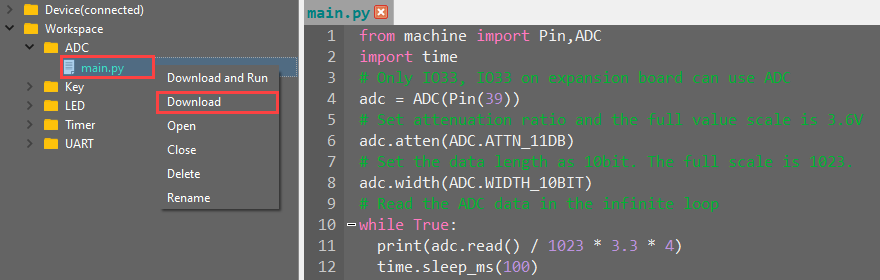 Device(connected)
Workspace
ADC
main.py
Key
LED
Timer
UART
Download and Run
Download
Open
Close
Delete
Rename
main.py
1 from machine import Pin,ADC
2 import time
3 # Only IO33, IO33 on expansion board can use ADC
4 adc = ADC(Pin(39))
5 # Set attenuation ratio and the full value scale is 3.6V
6 adc.atten(ADC.ATTN_11DB)
7 # Set the data length as 10bit. The full scale is 1023.
8 adc.width(ADC.WIDTH_10BIT)
9 # Read the ADC data in the infinite loop
10 while True:
11 print(adc.read() / 1023 * 3.3 * 4)
12 time.sleep_ms(100)